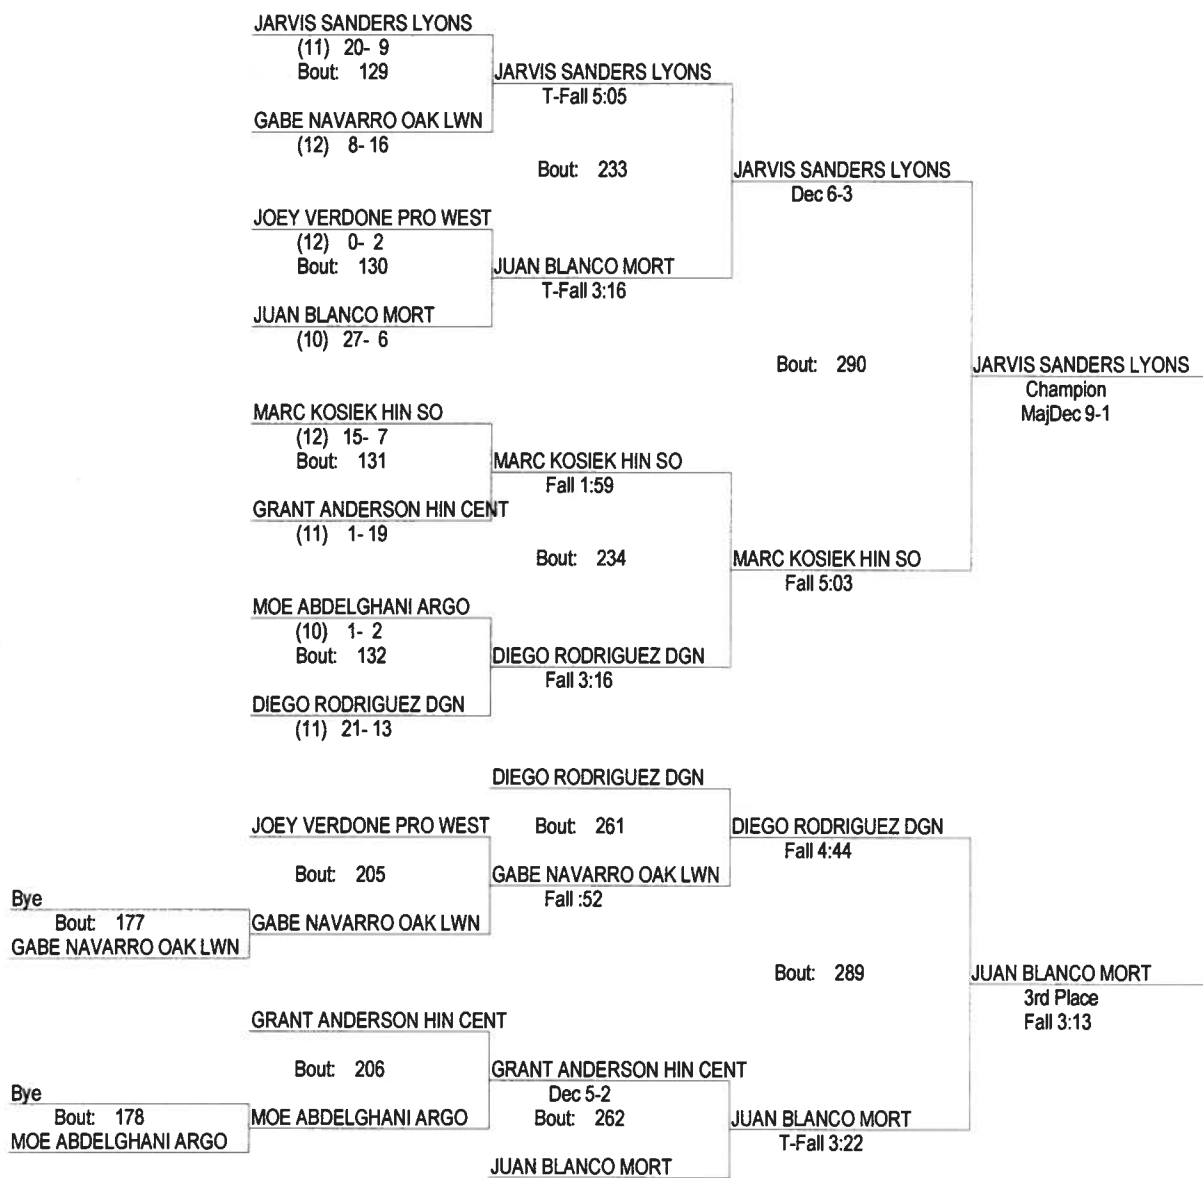 JARVIS SANDERS LYONS
(11) 20- 9
Bout: 129
JARVIS SANDERS LYONS
T-Fall 5:05
GABE NAVARRO OAK LWN
(12) 8- 16
Bout: 233
JARVIS SANDERS LYONS
Dec 6-3
JOEY VERDONE PRO WEST
(12) 0- 2
Bout: 130
JUAN BLANCO MORT
T-Fall 3:16
JUAN BLANCO MORT
(10) 27- 6
Bout: 290
JARVIS SANDERS LYONS
Champion
MajDec 9-1
MARC KOSIEK HIN SO
(12) 15- 7
Bout: 131
MARC KOSIEK HIN SO
Fall 1:59
GRANT ANDERSON HIN CENT
(11) 1- 19
Bout: 234
MARC KOSIEK HIN SO
Fall 5:03
MOE ABDELGHANI ARGO
(10) 1- 2
Bout: 132
DIEGO RODRIGUEZ DGN
Fall 3:16
DIEGO RODRIGUEZ DGN
(11) 21- 13
DIEGO RODRIGUEZ DGN
JOEY VERDONE PRO WEST
Bout: 261
DIEGO RODRIGUEZ DGN
Fall 4:44
Bout: 205
GABE NAVARRO OAK LWN
Fall :52
Bye
Bout: 177
GABE NAVARRO OAK LWN
GABE NAVARRO OAK LWN
Bout: 289
JUAN BLANCO MORT
3rd Place
Fall 3:13
GRANT ANDERSON HIN CENT
Bout: 206
GRANT ANDERSON HIN CENT
Dec 5-2
Bye
Bout: 178
MOE ABDELGHANI ARGO
MOE ABDELGHANI ARGO
Bout: 262
JUAN BLANCO MORT
T-Fall 3:22
JUAN BLANCO MORT